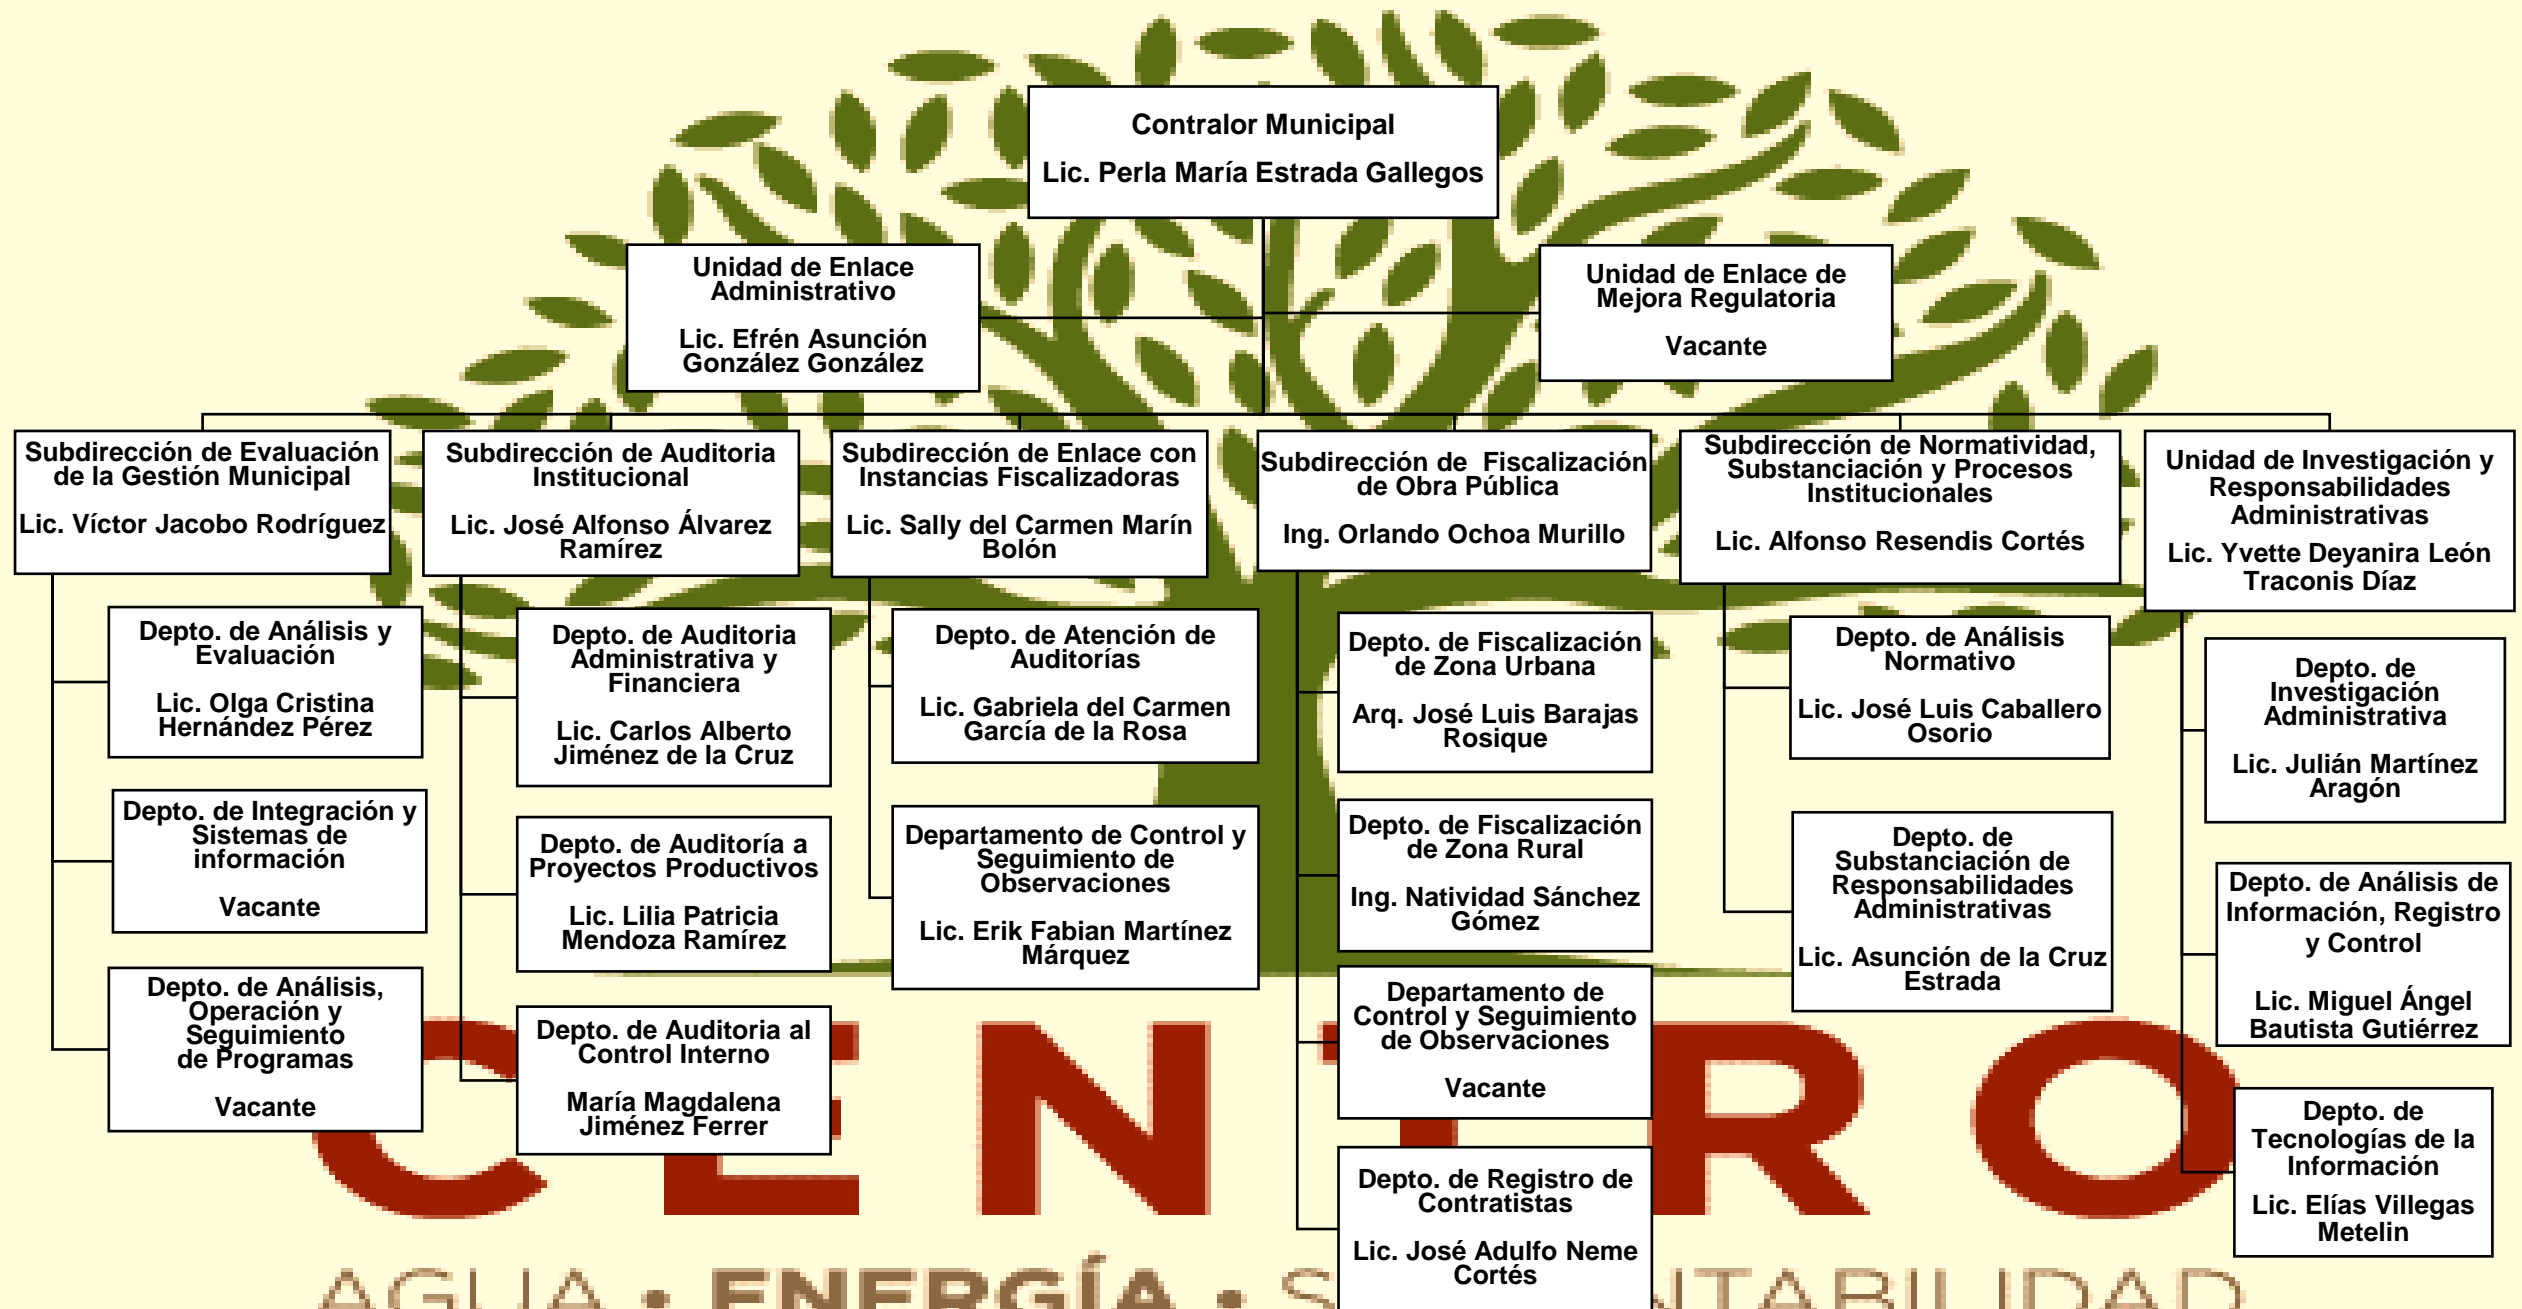 Contralor Municipal
Lic. Perla María Estrada Gallegos
Unidad de Enlace
Administrativo
Lic. Efrén Asunción
González González
Unidad de Enlace de
Mejora Regulatoria
Vacante
Subdirección de Evaluación
de la Gestión Municipal
Lic. Víctor Jacobo Rodríguez
Subdirección de Auditoria
Institucional
Lic. José Alfonso Álvarez
Ramírez
Subdirección de Enlace con
Instancias Fiscalizadoras
Lic. Sally del Carmen Marín
Bolón
Subdirección de Fiscalización
de Obra Pública
Ing. Orlando Ochoa Murillo
Subdirección de Normatividad,
Substanciación y Procesos
Institucionales
Lic. Alfonso Resendis Cortés
Unidad de Investigación y
Responsabilidades
Administrativas
Lic. Yvette Deyanira León
Traconis Díaz
Depto. de Análisis y
Evaluación
Lic. Olga Cristina
Hernández Pérez
Depto. de Integración y
Sistemas de
información
Vacante
Depto. de Análisis,
Operación y
Seguimiento
de Programas
Vacante
Depto. de Auditoria
Administrativa y
Financiera
Lic. Carlos Alberto
Jiménez de la Cruz
Depto. de Auditoría a
Proyectos Productivos
Lic. Lilia Patricia
Mendoza Ramírez
Depto. de Auditoria al
Control Interno
María Magdalena
Jiménez Ferrer
Depto. de Atención de
Auditorías
Lic. Gabriela del Carmen
García de la Rosa
Departamento de Control y
Seguimiento de
Observaciones
Lic. Erik Fabian Martínez
Márquez
Depto. de Fiscalización
de Zona Urbana
Arq. José Luis Barajas
Rosique
Depto. de Fiscalización
de Zona Rural
Ing. Natividad Sánchez
Gómez
Departamento de
Control y Seguimiento
de Observaciones
Vacante
Depto. de Registro de
Contratistas
Lic. José Adulfo Neme
Cortés
Depto. de Análisis
Normativo
Lic. José Luis Caballero
Osorio
Depto. de
Substanciación de
Responsabilidades
Administrativas
Lic. Asunción de la Cruz
Estrada
Depto. de
Investigación
Administrativa
Lic. Julián Martínez
Aragón
Depto. de Análisis de
Información, Registro
y Control
Lic. Miguel Ángel
Bautista Gutiérrez
Depto. de
Tecnologías de la
Información
Lic. Elías Villegas
Metelin
CENTRO
AGUA • ENERGÍA •